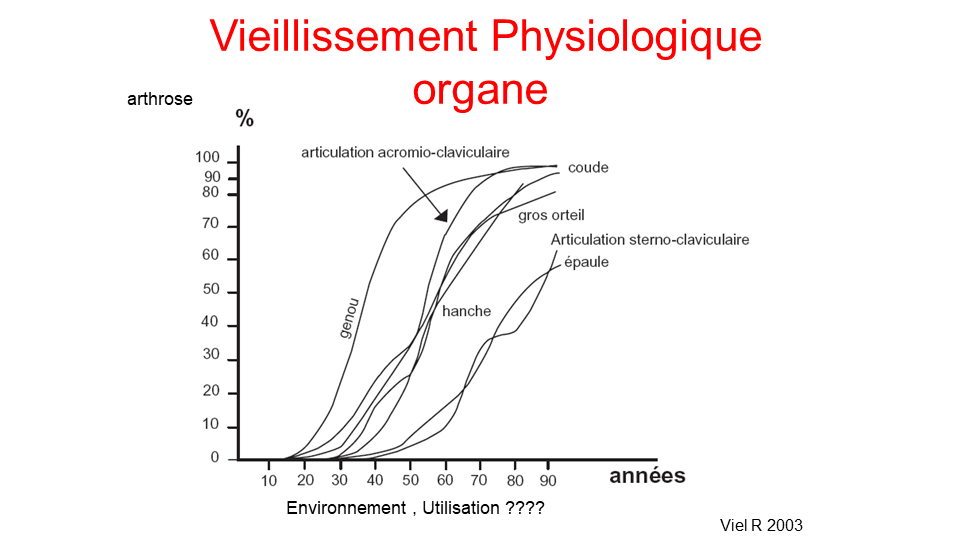 Vieillissement Physiologique
organe
arthrose
%
articulation acromio-claviculaire
100
90
80
70
60
50
40
30
20
10
0
coude
gros orteil
Articulation sterno-claviculaire
épaule
genou
hanche
10 20 30 40 50 60 70 80 90
années
Environnement , Utilisation ????
Viel R 2003